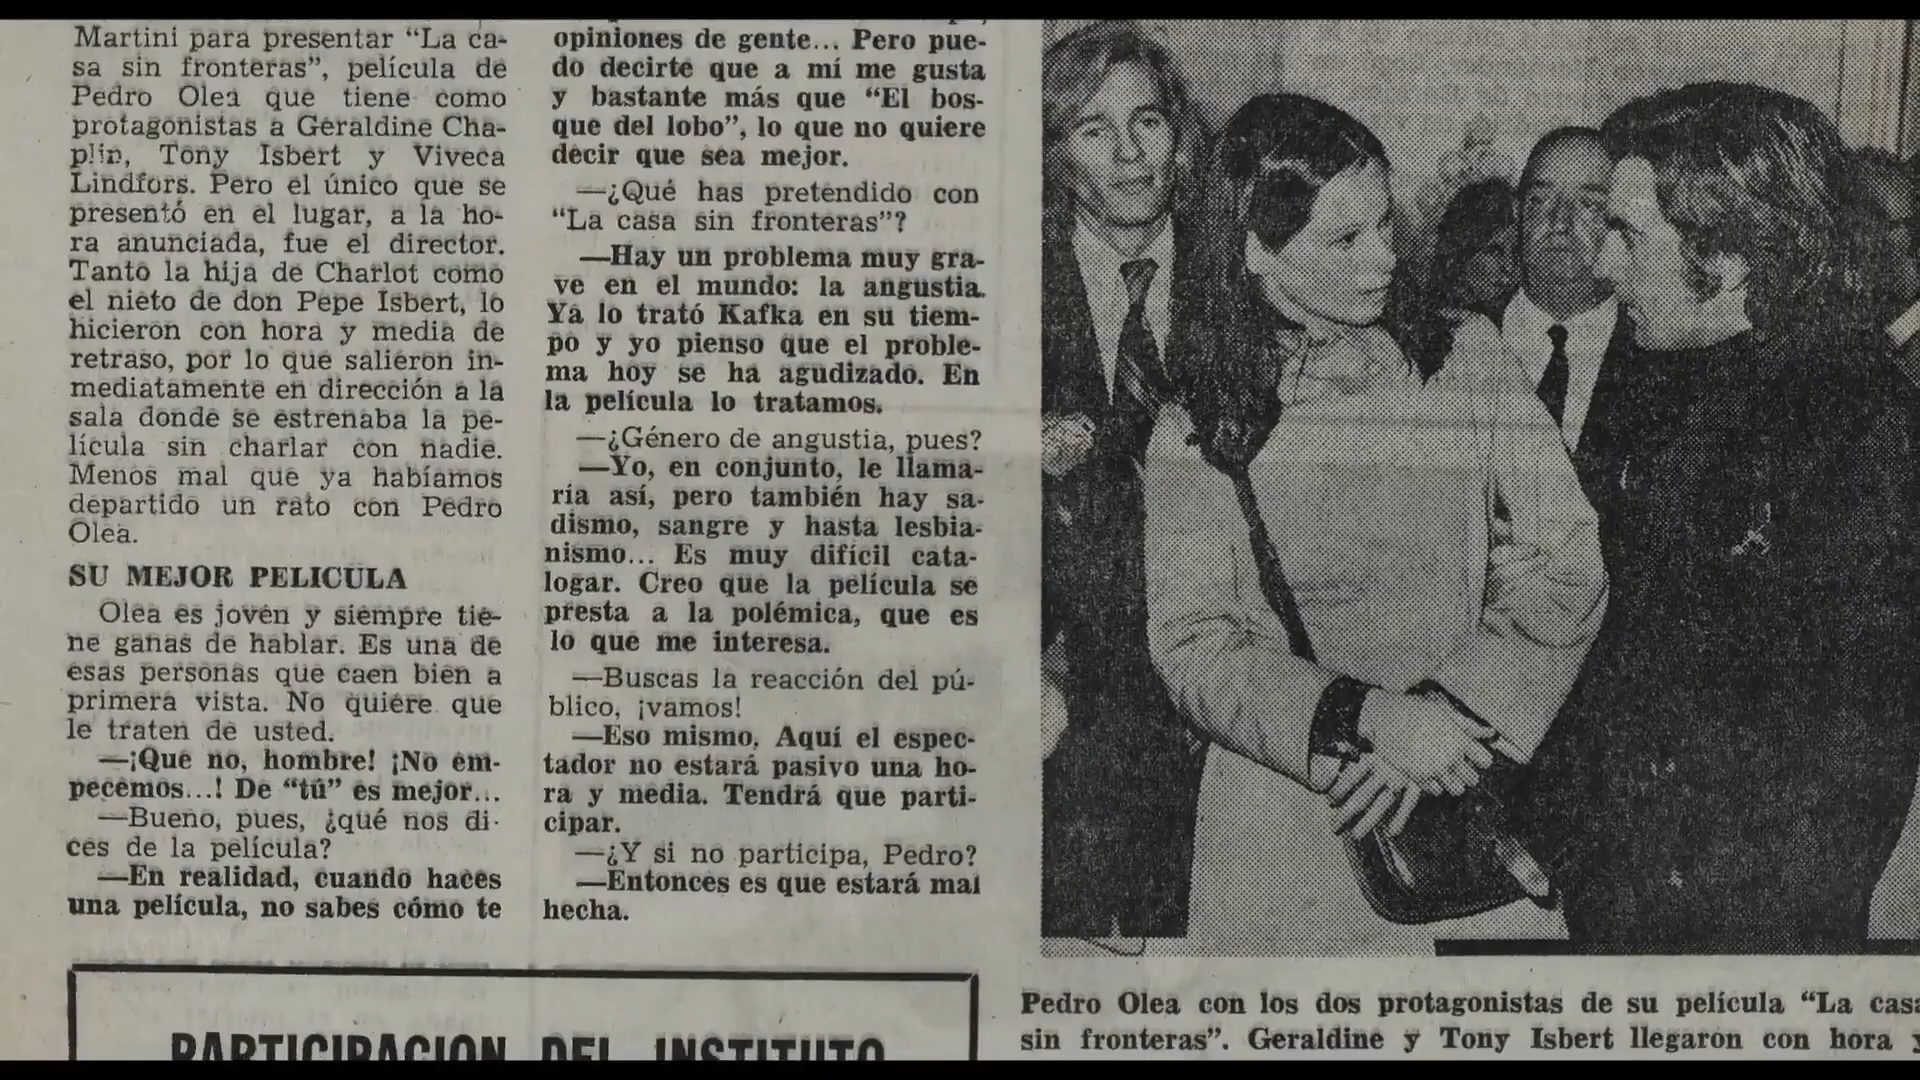 Martini para presentar “La ca-
sa sin fronteras”, película de
Pedro Olea que tiene como
protagonistas a Geraldine Cha-
plin, Tony Isbert y Viveca
Lindfors. Pero el único que se
presentó en el lugar, a la ho-
ra anunciada, fue el director.
Tanto la hija de Charlot como
el nieto de don Pepe Isbert, lo
hicieron con hora y media de
retraso, por lo que salieron in-
mediatamente en dirección a la
sala donde se estrenaba la pe-
lícula sin charlar con nadie.
Menos mal que ya habíamos
departido un rato con Pedro
Olea.
SU MEJOR PELICULA
Olea es joven y siempre tie-
ne ganas de hablar. Es una de
esas personas que caen bien a
primera vista. No quiere que
le traten de usted.
—¡Que no, hombre! ¡No em-
pecemos...! De “tú” es mejor...
—Bueno, pues, ¿qué nos di-
ces de la película?
—En realidad, cuando haces
una película, no sabes cómo te
opiniones de gente... Pero pue-
do decirte que a mí me gusta
y bastante más que “El bos-
que del lobo”, lo que no quiere
decir que sea mejor.
—¿Qué has pretendido con
“La casa sin fronteras”?
—Hay un problema muy gra-
ve en el mundo: la angustia.
Ya lo trató Kafka en su tiem-
po y yo pienso que el proble-
ma hoy se ha agudizado. En
la película lo tratamos.
—¿Género de angustia, pues?
—Yo, en conjunto, le llama-
ría así, pero también hay sa-
dismo, sangre y hasta lesbia-
nismo... Es muy difícil cata-
logar. Creo que la película se
presta a la polémica, que es
lo que me interesa.
—Buscas la reacción del pú-
blico, ¡vamos!
—Eso mismo. Aquí el espec-
tador no estará pasivo una ho-
ra y media. Tendrá que parti-
cipar.
—¿Y si no participa, Pedro?
—Entonces es que estará mal
hecha.
PARTICIPACION DEL INSTITUTO
Pedro Olea con los dos protagonistas de su película “La casa
sin fronteras”. Geraldine y Tony Isbert llegaron con hora y